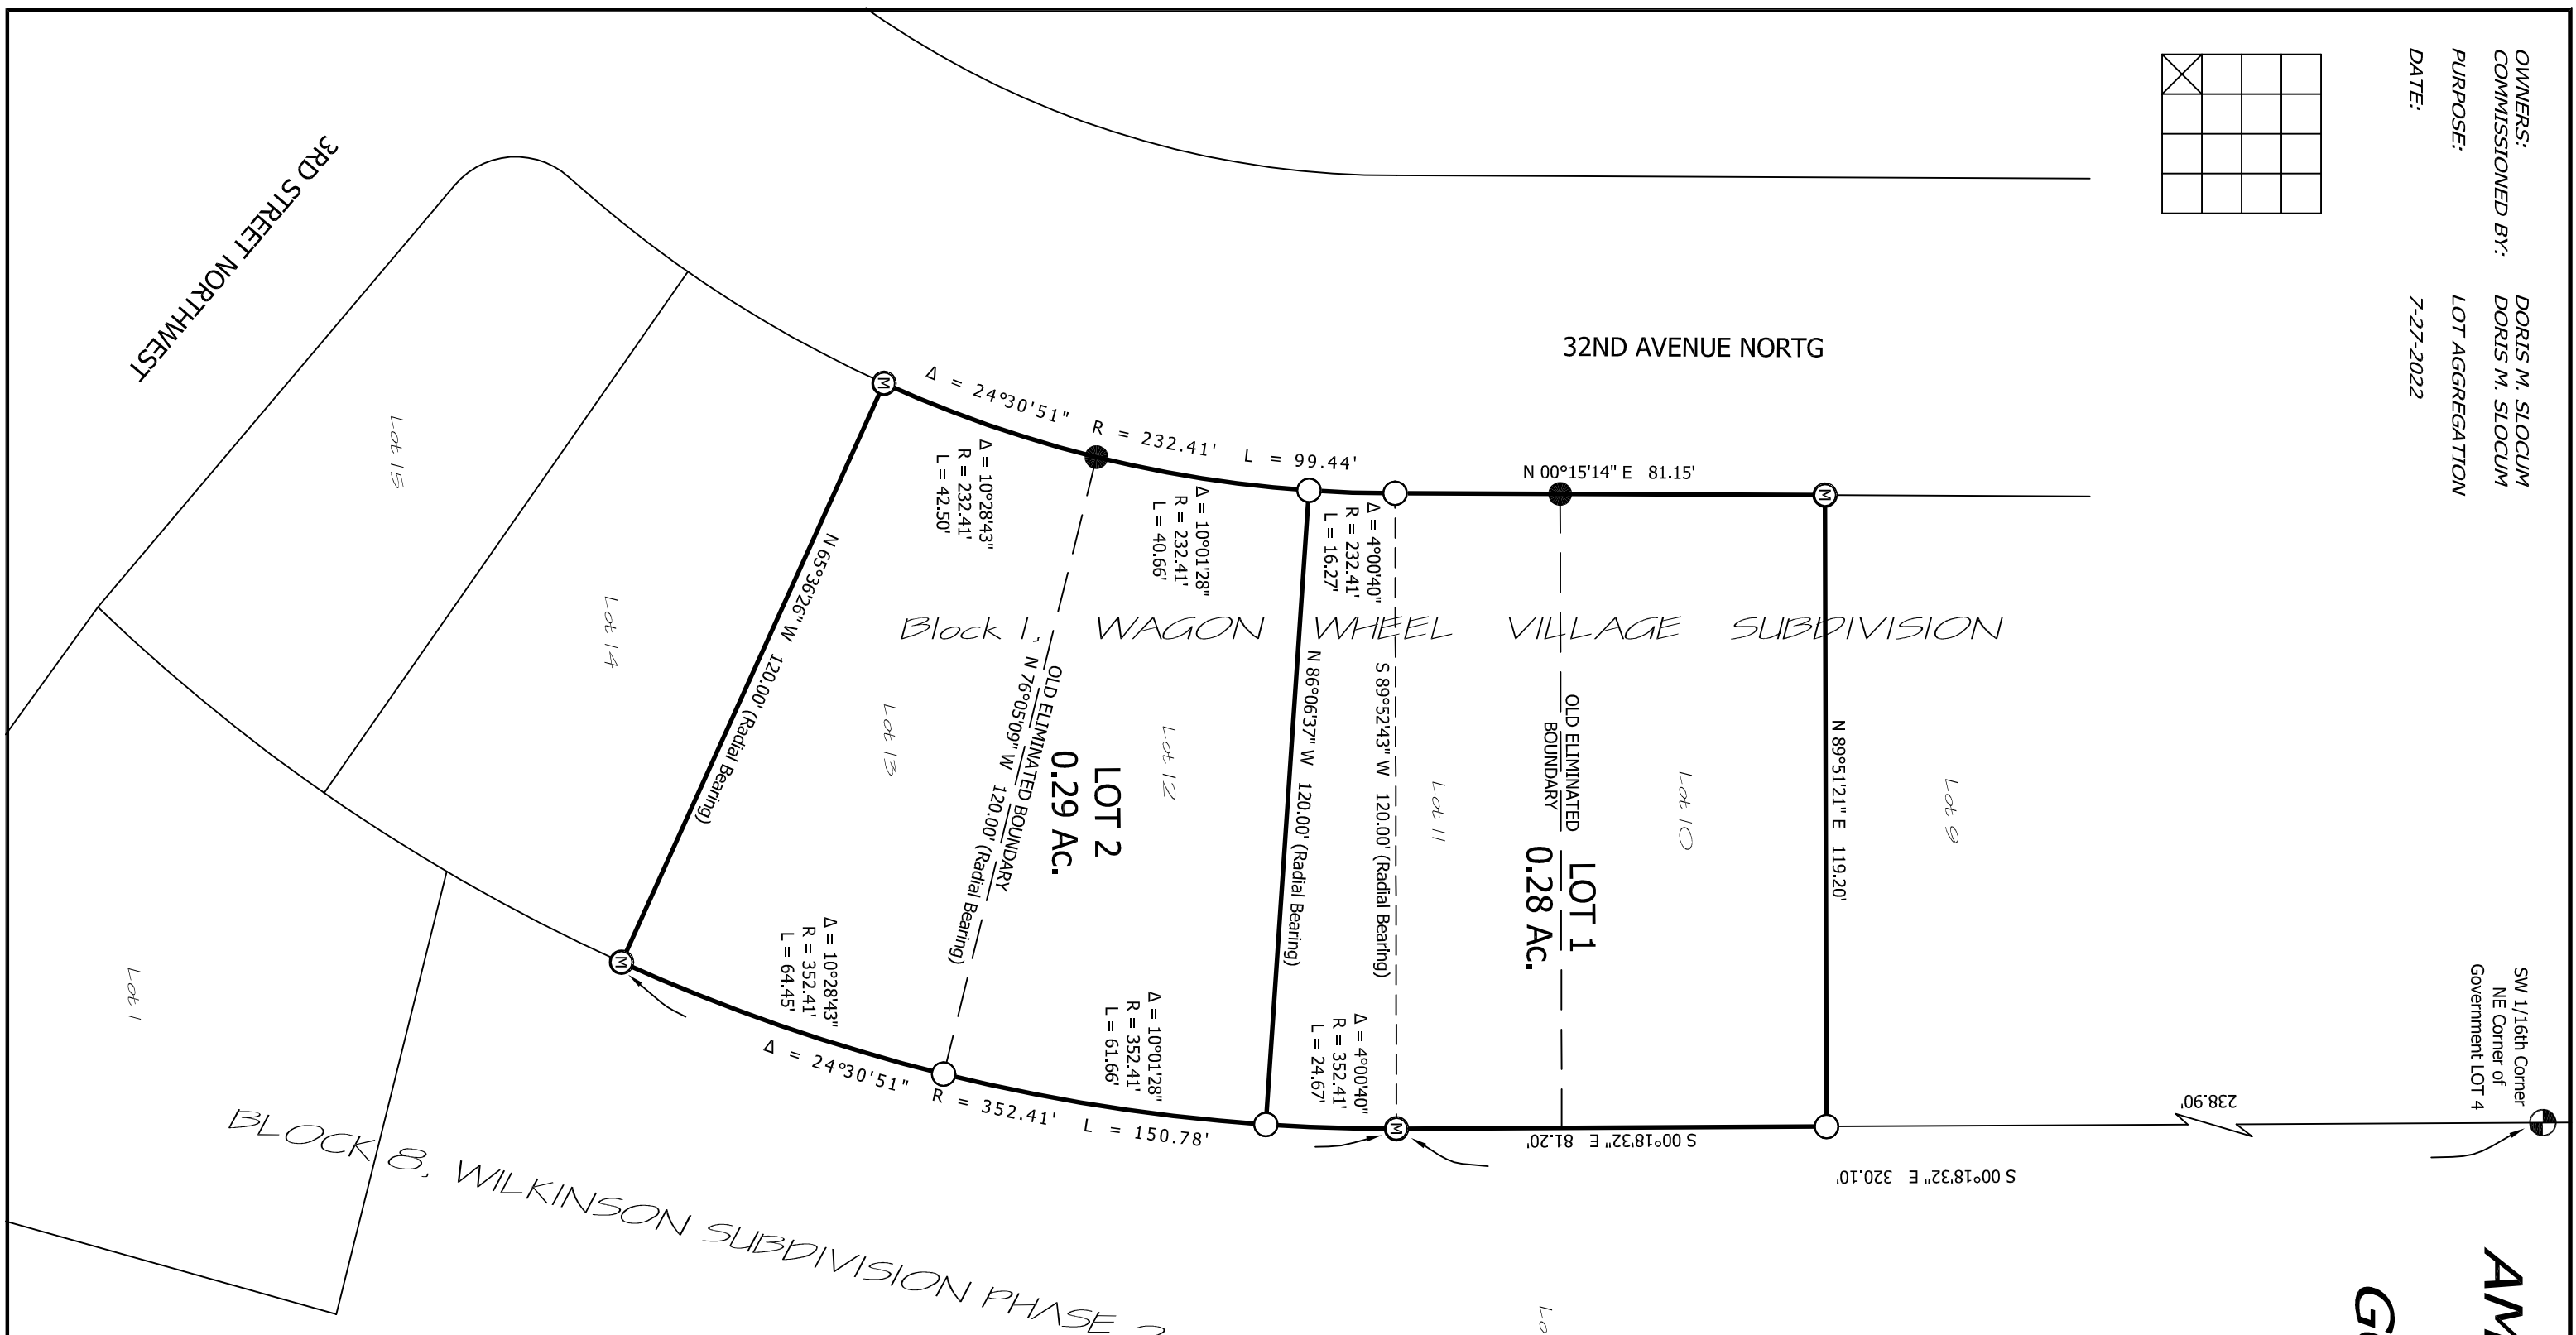 OWNERS: DORIS M. SLOCUM
COMMISSIONED BY: DORIS M. SLOCUM
PURPOSE: LOT AGGREGATION
DATE: 7-27-2022
3RD STREET NORTHWEST
32ND AVENUE NORTG
Δ = 24°30'51" R = 232.41' L = 99.44'
N 00°15'14" E 81.15'
M
M
Δ = 10°28'43"
R = 232.41'
L = 42.50'
Δ = 10°01'28"
R = 232.41'
L = 40.66'
Δ = 4°00'40"
R = 232.41'
L = 16.27'
Block 1, WAGON WHEEL VILLAGE SUBDIVISION
Lot 15
Lot 14
Lot 13
Lot 12
Lot 11
Lot 10
Lot 9
N 65°36'26" W 120.00' (Radial Bearing)
OLD ELIMINATED BOUNDARY
N 76°05'09" W 120.00' (Radial Bearing)
LOT 2
0.29 Ac.
N 86°06'37" W 120.00' (Radial Bearing)
S 89°52'43" W 120.00' (Radial Bearing)
OLD ELIMINATED
BOUNDARY
LOT 1
0.28 Ac.
N 89°51'21" E 119.20'
SW 1/16th Corner
NE Corner of
Government LOT 4
238.90'
M
M
Δ = 10°28'43"
R = 352.41'
L = 64.45'
Δ = 10°01'28"
R = 352.41'
L = 61.66'
Δ = 4°00'40"
R = 352.41'
L = 24.67'
Δ = 24°30'51" R = 352.41' L = 150.78'
S 00°18'32" E 81.20'
S 00°18'32" E 320.10'
Lot 1
BLOCK 8, WILKINSON SUBDIVISION PHASE
Lo
AM
G